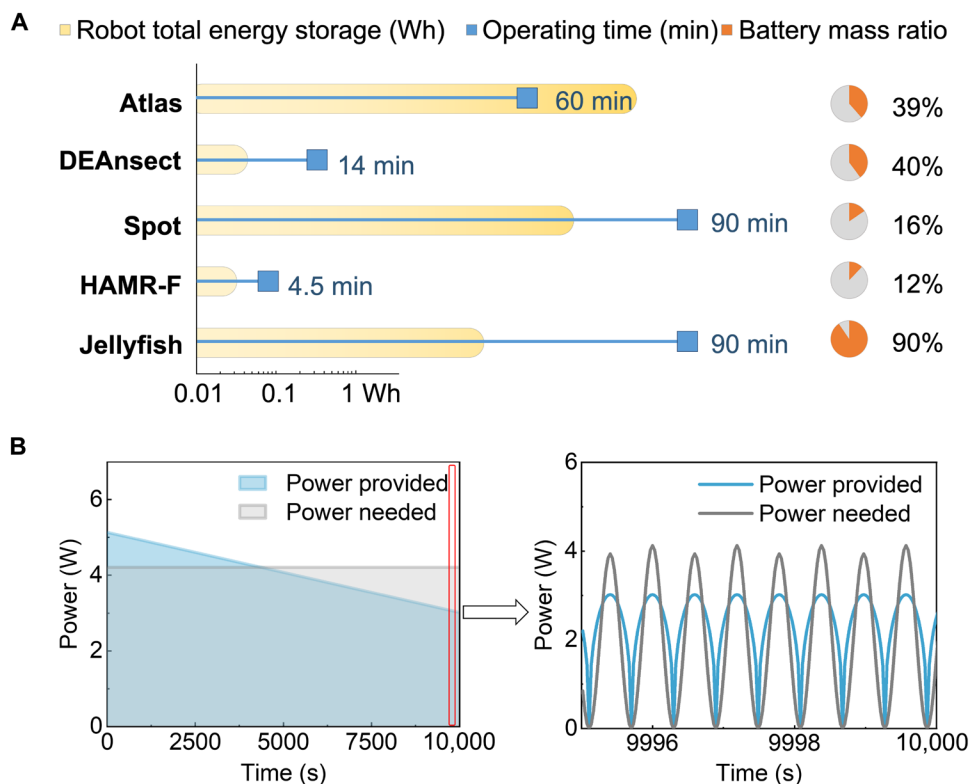 A
Robot total energy storage (Wh) Operating time (min) Battery mass ratio
Atlas 60 min 39%
DEAnsect 14 min 40%
Spot 90 min 16%
HAMR-F 4.5 min 12%
Jellyfish 90 min 90%
0.01 0.1 1 Wh
B
Power (W)
6
4
2
0
Power provided
Power needed
0 2500 5000 7500 10,000
Time (s)
Power (W)
6
4
2
0
Power provided
Power needed
9996 9998 10,000
Time (s)